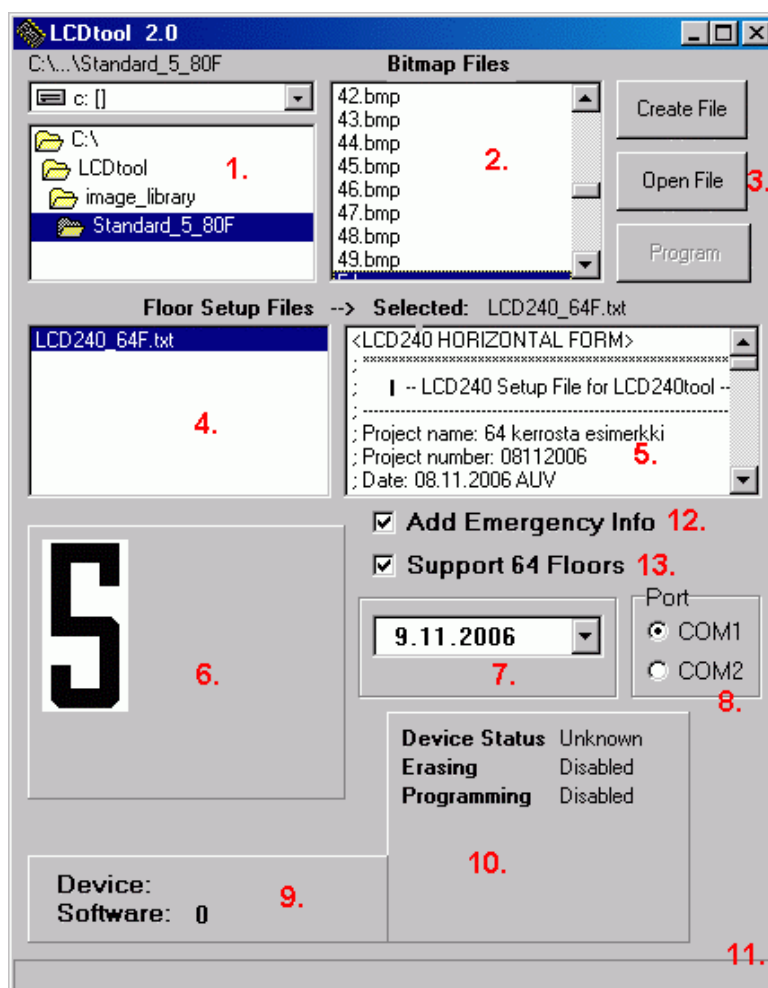 LCDtool 2.0
C:\...\Standard_5_80F
Bitmap Files
c: []
C:\
LCDtool
image_library
Standard_5_80F
1.
42.bmp
43.bmp
44.bmp
45.bmp
46.bmp
47.bmp
48.bmp
49.bmp
2.
Create File
Open File
3.
Program
Floor Setup Files --> Selected: LCD240_64F.txt
LCD240_64F.txt
4.
<LCD240 HORIZONTAL FORM>
; ************************************************************
; | -- LCD240 Setup File for LCD240tool --
; ------------------------------------------------------------
; Project name: 64 kerrosta esimerkki
; Project number: 08112006
; Date: 08.11.2006 AUV
5.
Add Emergency Info 12.
Support 64 Floors 13.
5
6.
9.11.2006
7.
Port
COM1
COM2
8.
Device Status Unknown
Erasing Disabled
Programming Disabled
10.
Device:
Software: 0
9.
11.